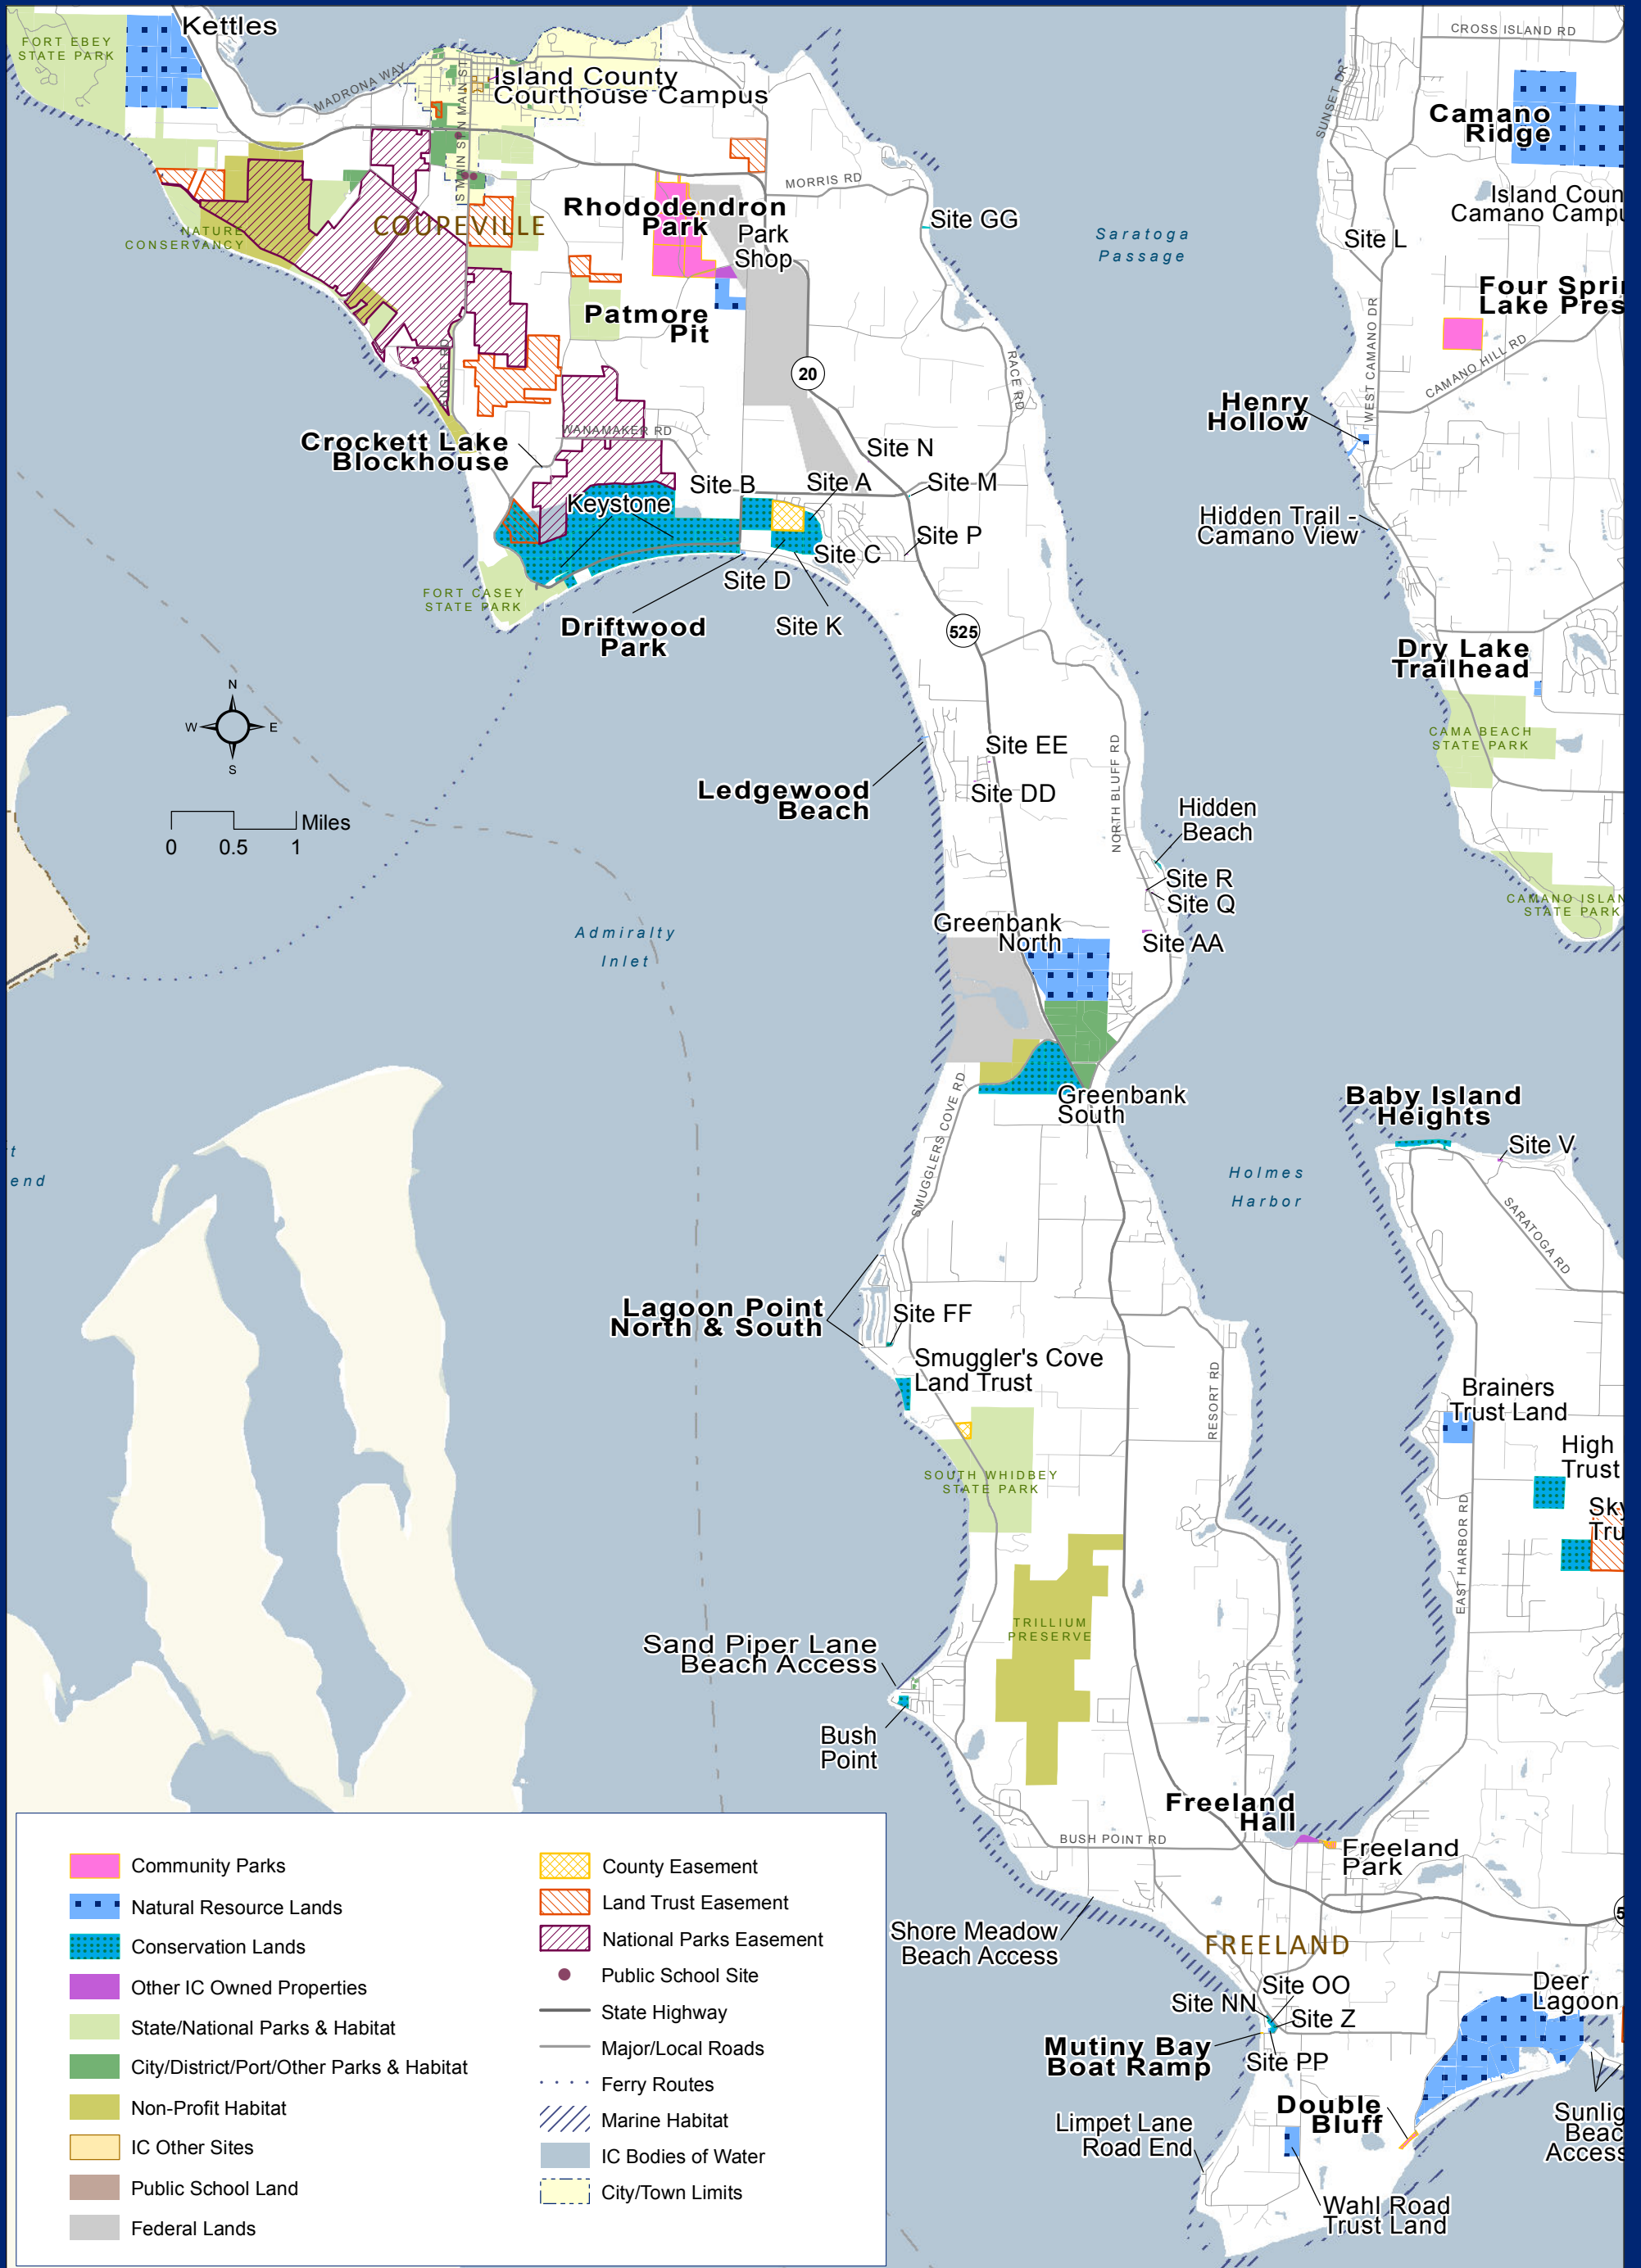 Kettles
FORT EBEY
STATE PARK
MADRONA WAY
N MAIN ST
S MAIN ST
Island County
Courthouse Campus
CROSS ISLAND RD
SUNSET DR
Camano
Ridge
MORRIS RD
Rhododendron
Park
Park
Shop
COUPEVILLE
NATURE
CONSERVANCY
Site GG
Saratoga
Passage
Island Coun
Camano Campu
Site L
Four Sprin
Lake Pres
Patmore
Pit
20
RACE RD
WEST CAMANO DR
CAMANO HILL RD
Henry
Hollow
WANAMAKER RD
Crockett Lake
Blockhouse
Site N
Site B
Site A
Site M
Keystone
Hidden Trail -
Camano View
Site P
Site C
Site D
FORT CASEY
STATE PARK
Driftwood
Park
Site K
525
Dry Lake
Trailhead
N
W
E
S
CAMA BEACH
STATE PARK
Site EE
NORTH BLUFF RD
Ledgewood
Beach
Site DD
Miles
0
0.5
1
Hidden
Beach
Site R
Site Q
CAMANO ISLAN
STATE PARK
Greenbank
North
Site AA
Admiralty
Inlet
SMUGGLERS COVE RD
Greenbank
South
Baby Island
Heights
Site V
t
end
Holmes
Harbor
SARATOGA RD
Lagoon Point
North & South
Site FF
Smuggler's Cove
Land Trust
RESORT RD
Brainers
Trust Land
High
Trust
SOUTH WHIDBEY
STATE PARK
Sky
Tru
EAST HARBOR RD
TRILLIUM
PRESERVE
Sand Piper Lane
Beach Access
Bush
Point
Freeland
Hall
BUSH POINT RD
Freeland
Park
5
Shore Meadow
Beach Access
FREELAND
Site OO
Deer
Lagoon
Site NN
Site Z
Mutiny Bay
Boat Ramp
Site PP
Double
Bluff
Limpet Lane
Road End
Sunlig
Beac
Access
Wahl Road
Trust Land
Community Parks
Natural Resource Lands
Conservation Lands
Other IC Owned Properties
State/National Parks & Habitat
City/District/Port/Other Parks & Habitat
Non-Profit Habitat
IC Other Sites
Public School Land
Federal Lands
County Easement
Land Trust Easement
National Parks Easement
Public School Site
State Highway
Major/Local Roads
Ferry Routes
Marine Habitat
IC Bodies of Water
City/Town Limits